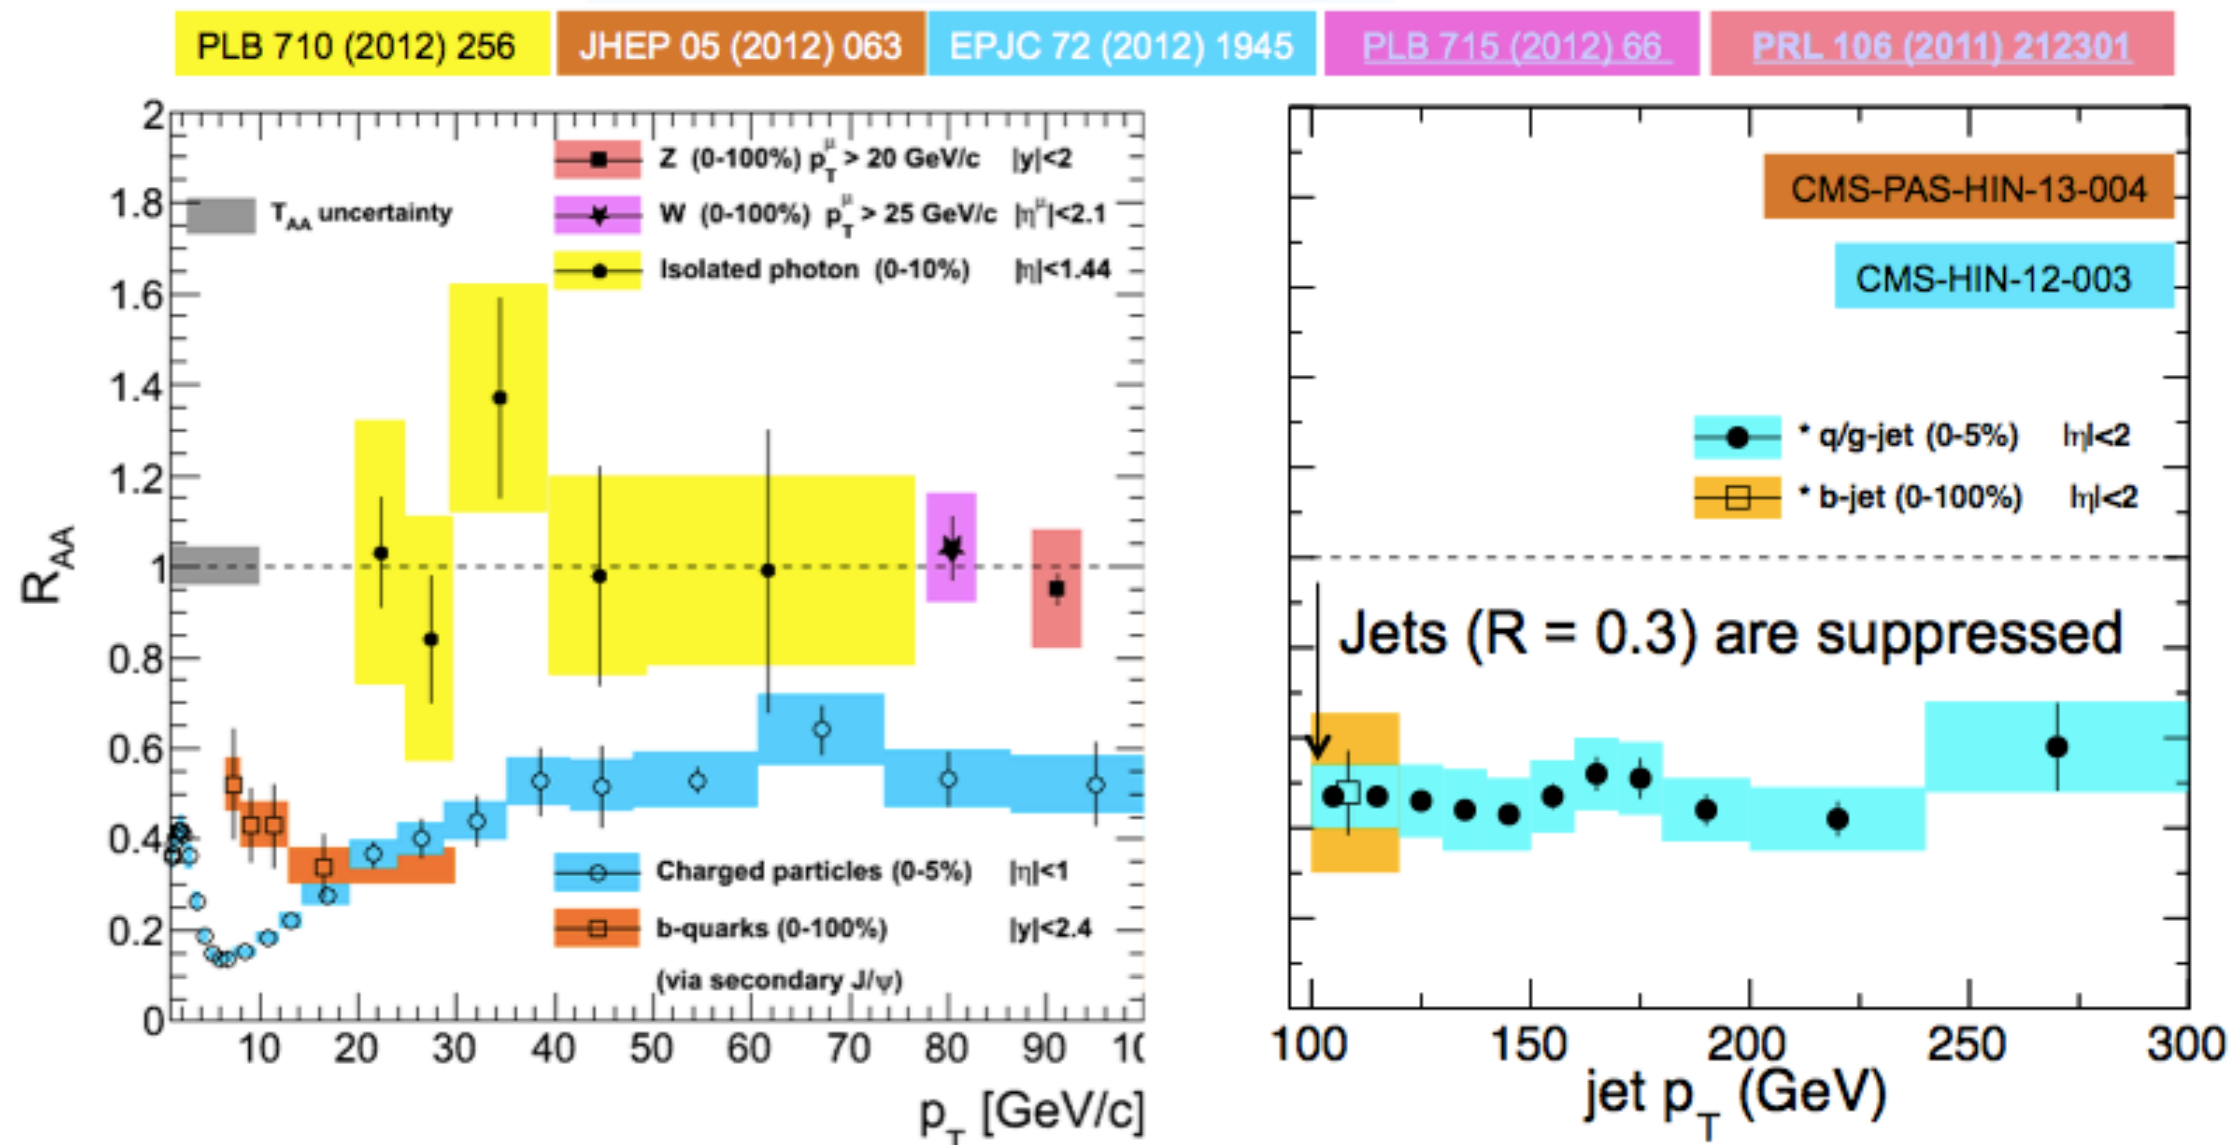 PLB 710 (2012) 256
JHEP 05 (2012) 063
EPJC 72 (2012) 1945
PLB 715 (2012) 66
PRL 106 (2011) 212301
2
1.8
1.6
1.4
1.2
1
0.8
0.6
0.4
0.2
0
R_AA
T_AA uncertainty
Z (0-100%) p_T^μ > 20 GeV/c |y|<2
W (0-100%) p_T^μ > 25 GeV/c |η^μ|<2.1
Isolated photon (0-10%) |η|<1.44
Charged particles (0-5%) |η|<1
b-quarks (0-100%) |y|<2.4
(via secondary J/ψ)
10 20 30 40 50 60 70 80 90 10
p_T [GeV/c]
CMS-PAS-HIN-13-004
CMS-HIN-12-003
* q/g-jet (0-5%) |η|<2
* b-jet (0-100%) |η|<2
Jets (R = 0.3) are suppressed
100 150 200 250 300
jet p_T (GeV)